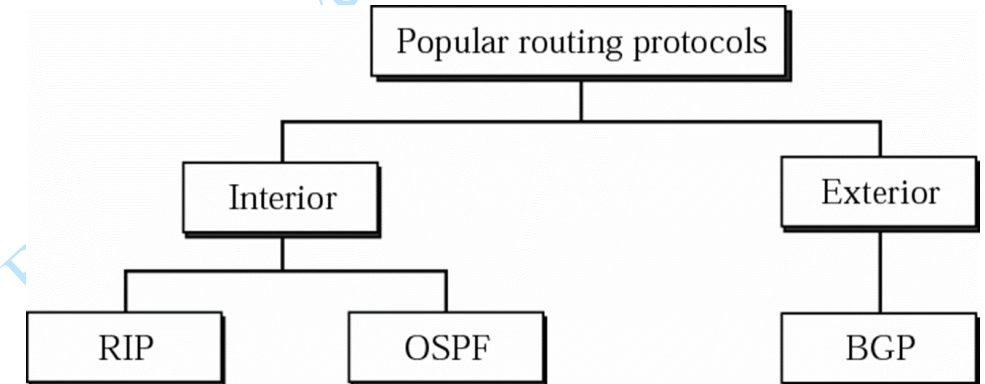 Popular routing protocols
Interior
Exterior
RIP
OSPF
BGP